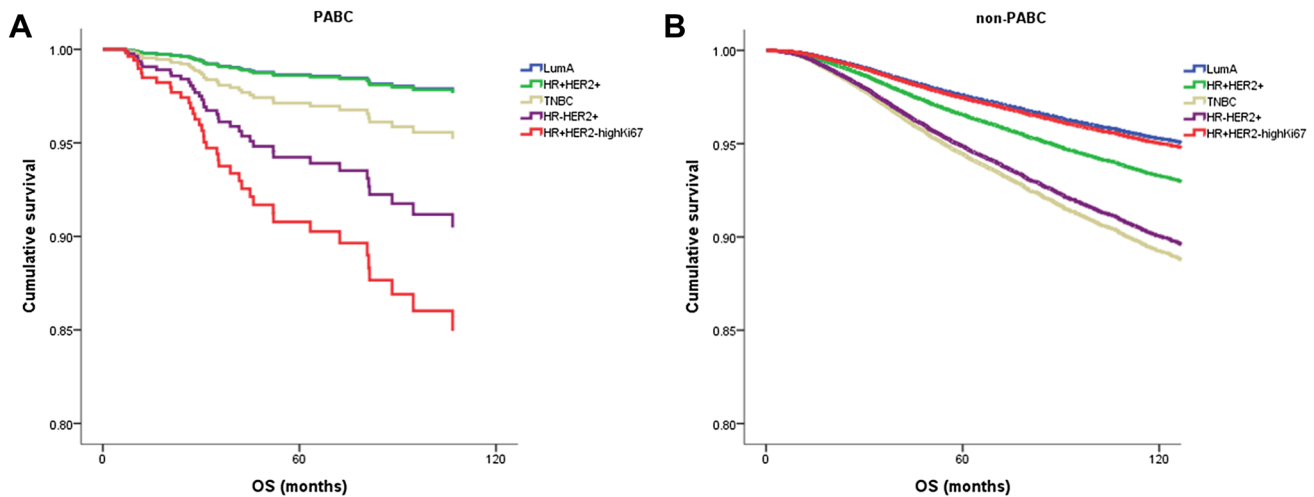 A
PABC
1.00
0.95
0.90
0.85
0.80
Cumulative survival
0
60
120
OS (months)
LumA
HR+HER2+
TNBC
HR-HER2+
HR+HER2-highKi67
B
non-PABC
1.00
0.95
0.90
0.85
0.80
Cumulative survival
0
60
120
OS (months)
LumA
HR+HER2+
TNBC
HR-HER2+
HR+HER2-highKi67